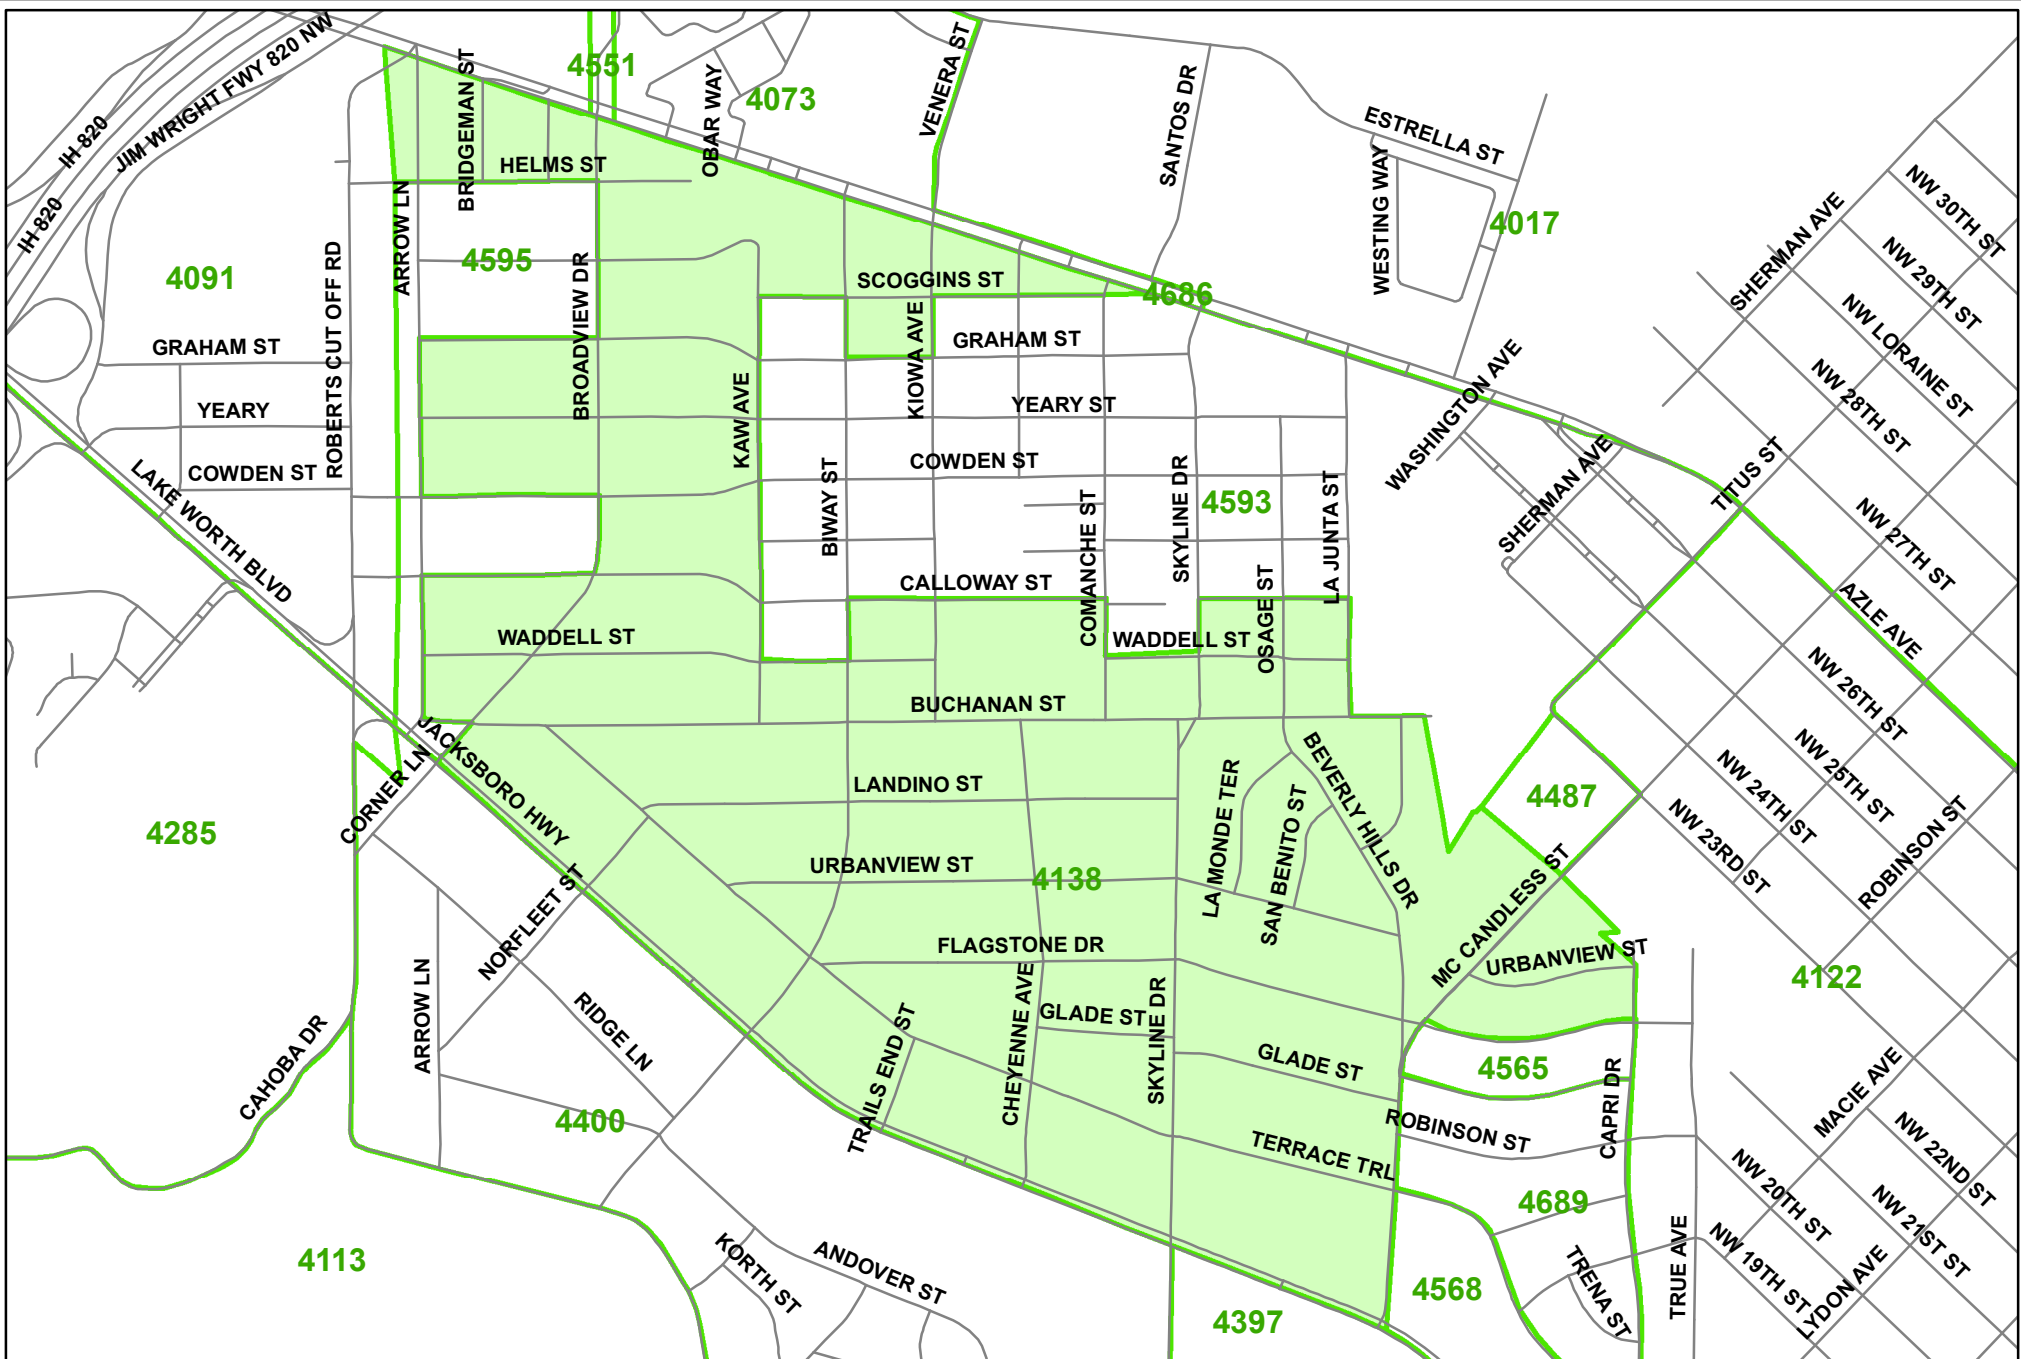 JIM WRIGHT FWY 820 NW
IH 820
IH 820
BRIDGEMAN ST
4551
OBAR WAY
4073
VENERA ST
SANTOS DR
ESTRELLA ST
WESTING WAY
4017
HELMS ST
ARROW LN
4595
4091
ROBERTS CUT OFF RD
BROADVIEW DR
SCOGGINS ST
4686
SHERMAN AVE
NW 30TH ST
NW 29TH ST
NW LORAINE ST
NW 28TH ST
GRAHAM ST
KIOWA AVE
GRAHAM ST
KAW AVE
YEARY
YEARY ST
WASHINGTON AVE
COWDEN ST
COWDEN ST
LAKE WORTH BLVD
BIWAY ST
COMANCHE ST
SKYLINE DR
4593
LA JUNTA ST
SHERMAN AVE
TITUS ST
NW 27TH ST
AZLE AVE
CALLOWAY ST
OSAGE ST
WADDELL ST
WADDELL ST
NW 26TH ST
BUCHANAN ST
JACKSBORO HWY
CORNER LN
LANDINO ST
LA MONDE TER
SAN BENITO ST
BEVERLY HILLS DR
4487
NW 25TH ST
NW 24TH ST
NW 23RD ST
ROBINSON ST
4285
URBANVIEW ST
4138
NORFLEET ST
FLAGSTONE DR
MC CANDLESS ST
URBANVIEW ST
4122
ARROW LN
RIDGE LN
CHEYENNE AVE
GLADE ST
SKYLINE DR
TRAILS END ST
GLADE ST
4565
CAHOBA DR
CAPRI DR
MACIE AVE
4400
ROBINSON ST
TERRACE TRL
NW 22ND ST
NW 20TH ST
NW 21ST ST
4689
4113
KORTH ST
ANDOVER ST
4397
4568
TRENA ST
TRUE AVE
NW 19TH ST
LYDON AVE